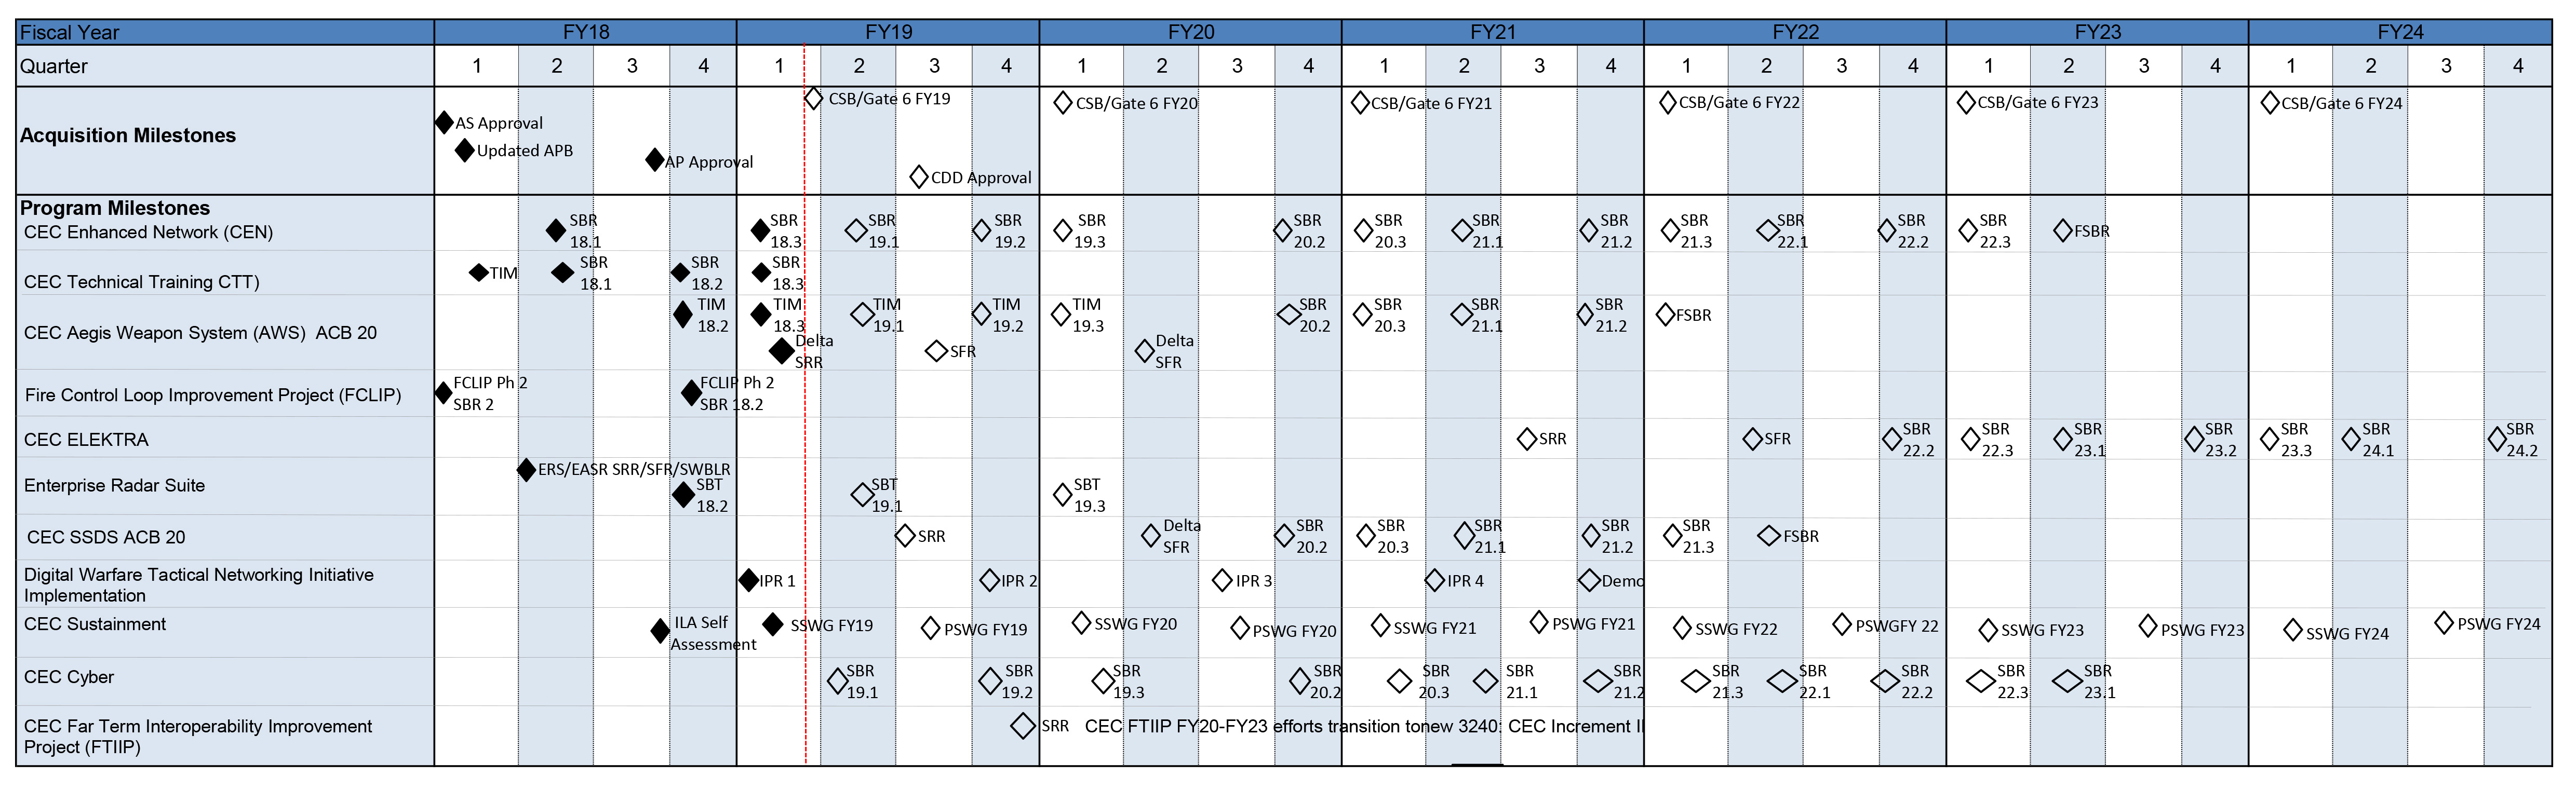 Fiscal Year FY18 FY19 FY20 FY21 FY22 FY23 FY24
Quarter 1 2 3 4 1 2 3 4 1 2 3 4 1 2 3 4 1 2 3 4 1 2 3 4 1 2 3 4
CSB/Gate 6 FY19 CSB/Gate 6 FY20 CSB/Gate 6 FY21 CSB/Gate 6 FY22 CSB/Gate 6 FY23 CSB/Gate 6 FY24
AS Approval
Acquisition Milestones
Updated APB
AP Approval
CDD Approval
Program Milestones
SBR SBR SBR SBR SBR SBR SBR SBR SBR SBR SBR SBR SBR
CEC Enhanced Network (CEN) FSBR
18.1 18.3 19.1 19.2 19.3 20.2 20.3 21.1 21.2 21.3 22.1 22.2 22.3
SBR SBR SBR
TIM
CEC Technical Training CTT)
18.1 18.2 18.3
TIM TIM TIM TIM TIM SBR SBR SBR SBR
FSBR
18.2 18.3 19.1 19.2 19.3 20.2 20.3 21.1 21.2
CEC Aegis Weapon System (AWS) ACB 20
Delta Delta
SFR
SRR SFR
FCLIP Ph 2 FCLIP Ph 2
Fire Control Loop Improvement Project (FCLIP)
SBR 2 SBR 18.2
SBR SBR SBR SBR SBR SBR SBR
CEC ELEKTRA SRR SFR
22.2 22.3 23.1 23.2 23.3 24.1 24.2
ERS/EASR SRR/SFR/SWBLR
Enterprise Radar Suite
SBT SBT SBT
18.2 19.1 19.3
Delta SBR SBR SBR SBR SBR
CEC SSDS ACB 20 SRR FSBR
SFR 20.2 20.3 21.1 21.2 21.3
Digital Warfare Tactical Networking Initiative
IPR 1 IPR 2 IPR 3 IPR 4 Demo
Implementation
CEC Sustainment
ILA Self
Assessment
SSWG FY19 PSWG FY19 SSWG FY20 PSWG FY20 SSWG FY21 PSWG FY21 SSWG FY22 PSWGFY 22 SSWG FY23 PSWG FY23 SSWG FY24 PSWG FY24
SBR SBR SBR SBR SBR SBR SBR SBR SBR SBR SBR SBR
CEC Cyber
19.1 19.2 19.3 20.2 20.3 21.1 21.2 21.3 22.1 22.2 22.3 23.1
CEC Far Term Interoperability Improvement
SRR CEC FTIIP FY20-FY23 efforts transition tonew 3240: CEC Increment II
Project (FTIIP)